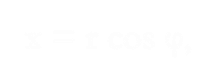 x = r cos φ,